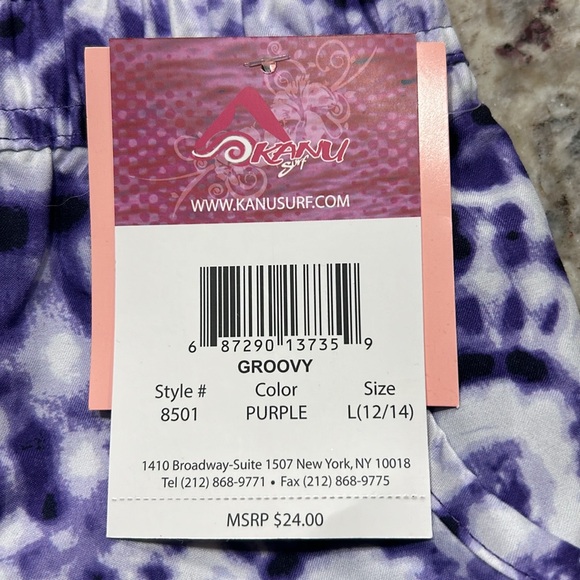 KANU
Surf
WWW.KANUSURF.COM
6 87290 13735 9
GROOVY
Style # Color Size
8501 PURPLE L(12/14)
1410 Broadway-Suite 1507 New York, NY 10018
Tel (212) 868-9771 • Fax (212) 868-9775
MSRP $24.00